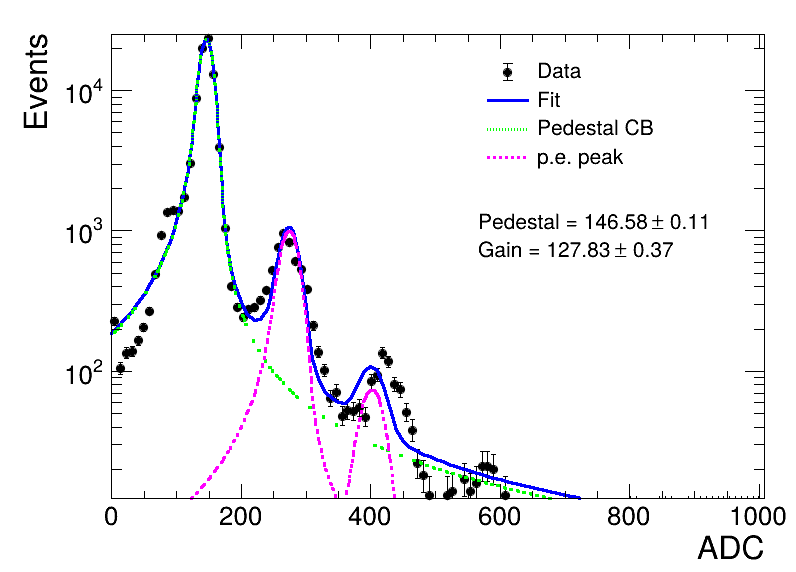 Events
10⁴
10³
10²
Data
Fit
Pedestal CB
p.e. peak
Pedestal = 146.58 ± 0.11
Gain = 127.83 ± 0.37
0 200 400 600 800 1000
ADC